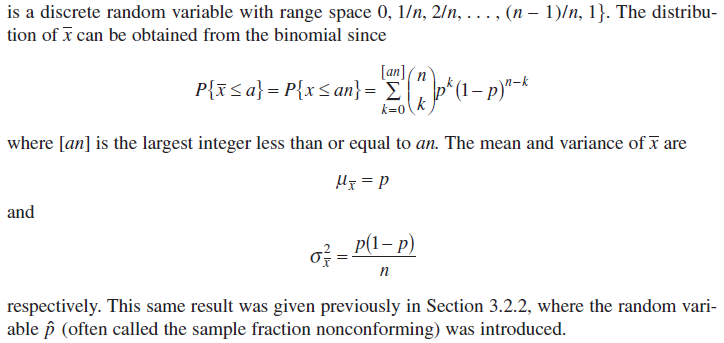 is a discrete random variable with range space 0, 1/n, 2/n, . . . , (n – 1)/n, 1}. The distribu-
tion of x̄ can be obtained from the binomial since
P{x̄ ≤ a} = P{x ≤ an} = ∑_{k=0}^{[an]} \binom{n}{k} p^k (1 – p)^{n–k}
where [an] is the largest integer less than or equal to an. The mean and variance of x̄ are
μ_x̄ = p
and
σ²_x̄ = \frac{p(1 – p)}{n}
respectively. This same result was given previously in Section 3.2.2, where the random vari-
able p̂ (often called the sample fraction nonconforming) was introduced.